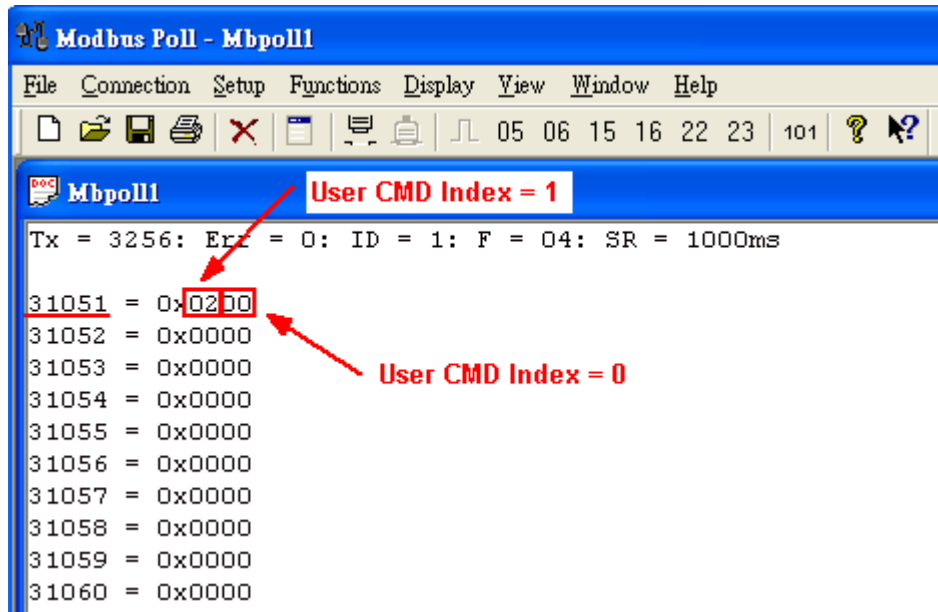 Modbus Poll - Mbpoll1
File Connection Setup Functions Display View Window Help
05 06 15 16 22 23 101
Mbpoll1
User CMD Index = 1
Tx = 3256: Err = 0: ID = 1: F = 04: SR = 1000ms
31051 = 0x0200
31052 = 0x0000
31053 = 0x0000
User CMD Index = 0
31054 = 0x0000
31055 = 0x0000
31056 = 0x0000
31057 = 0x0000
31058 = 0x0000
31059 = 0x0000
31060 = 0x0000